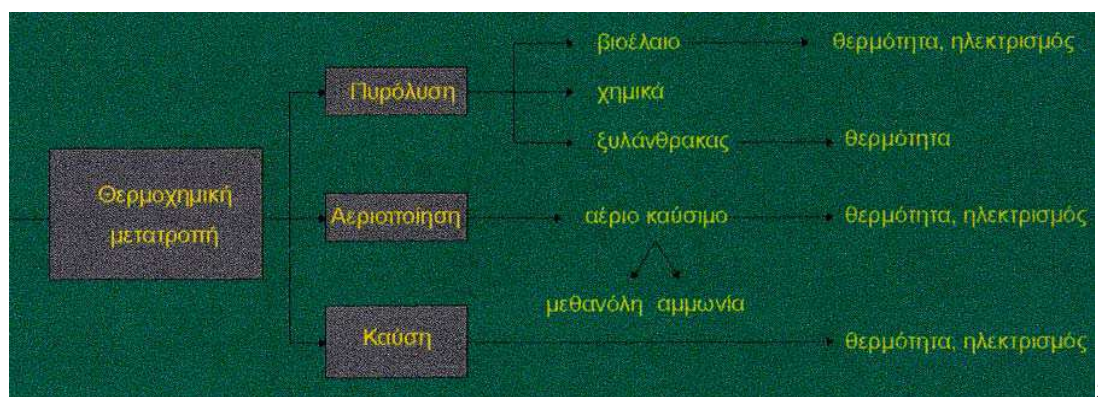 βιοέλαιο θερμότητα, ηλεκτρισμός
Πυρόλυση χημικά
ξυλάνθρακας θερμότητα
Θερμοχημική
μετατροπή
Αεριοποίηση αέριο καύσιμο θερμότητα, ηλεκτρισμός
μεθανόλη αμμωνία
Καύση θερμότητα, ηλεκτρισμός